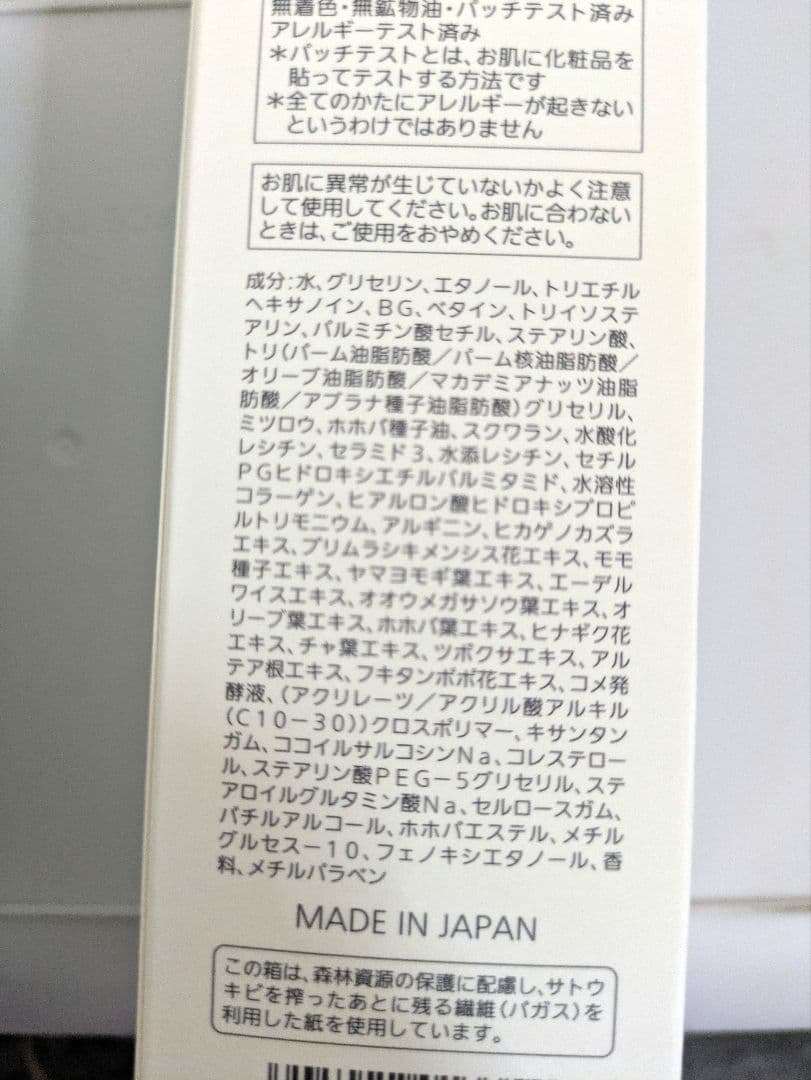 無着色・無鉱物油・パッチテスト済み
アレルギーテスト済み
＊パッチテストとは、お肌に化粧品を
貼ってテストする方法です
＊全てのかたにアレルギーが起きない
というわけではありません
お肌に異常が生じていないかよく注意
して使用してください。お肌に合わない
ときは、ご使用をおやめください。
成分：水、グリセリン、エタノール、トリエチル
ヘキサノイン、ＢＧ、ベタイン、トリイソステ
アリン、パルミチン酸セチル、ステアリン酸、
トリ（パーム油脂肪酸／パーム核油脂肪酸／
オリーブ油脂肪酸／マカデミアナッツ油脂
肪酸／アブラナ種子油脂肪酸）グリセリル、
ミツロウ、ホホバ種子油、スクワラン、水酸化
レシチン、セラミド３、水添レシチン、セチル
ＰＧヒドロキシエチルパルミタミド、水溶性
コラーゲン、ヒアルロン酸ヒドロキシプロピ
ルトリモニウム、アルギニン、ヒカゲノカズラ
エキス、プリムラシキメンシス花エキス、モモ
種子エキス、ヤマヨモギ葉エキス、エーデル
ワイスエキス、オオウメガサソウ葉エキス、オ
リーブ葉エキス、ホホバ葉エキス、ヒナギク花
エキス、チャ葉エキス、ツボクサエキス、アル
テア根エキス、フキタンポポ花エキス、コメ発
酵液、（アクリレーツ／アクリル酸アルキル
（Ｃ１０－３０））クロスポリマー、キサンタン
ガム、ココイルサルコシンＮａ、コレステロー
ル、ステアリン酸ＰＥＧ－５グリセリル、ステ
アロイルグルタミン酸Ｎａ、セルロースガム、
バチルアルコール、ホホバエステル、メチル
グルセス－１０、フェノキシエタノール、香
料、メチルパラベン
MADE IN JAPAN
この箱は、森林資源の保護に配慮し、サトウ
キビを搾ったあとに残る繊維（バガス）を
利用した紙を使用しています。